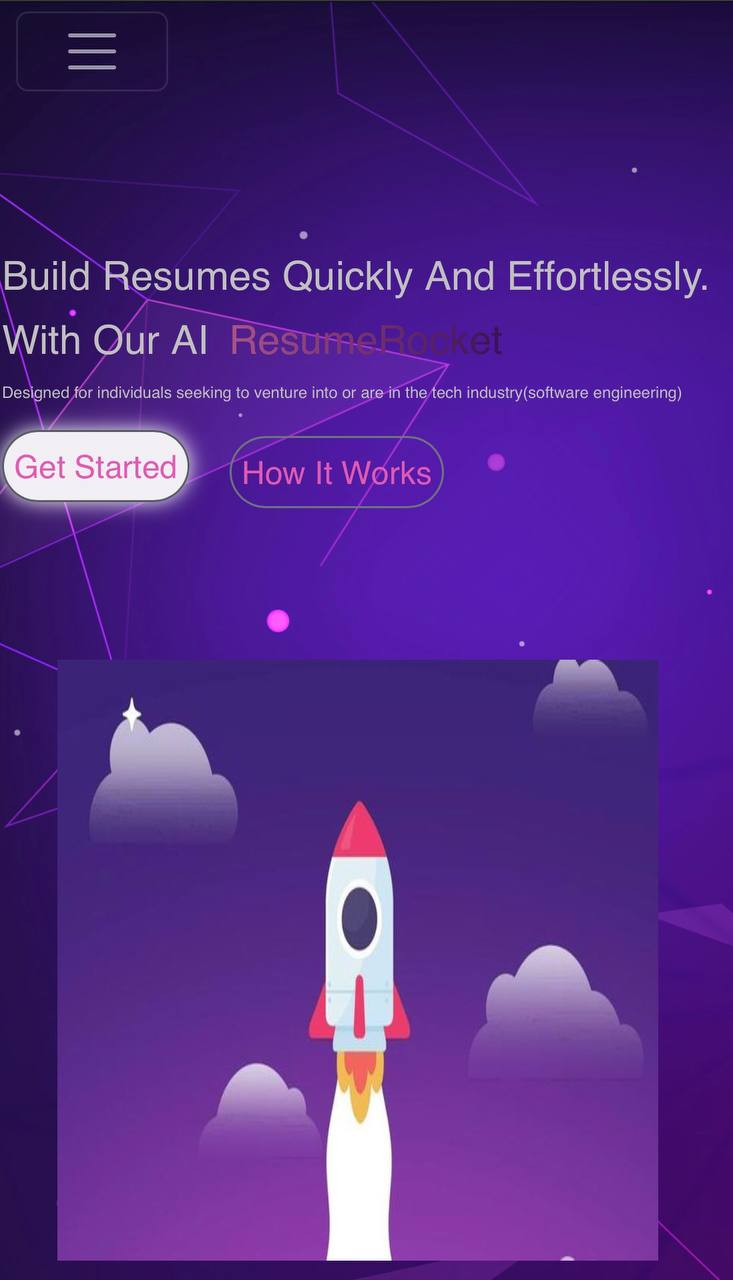 Build Resumes Quickly And Effortlessly.
With Our AI ResumeRocket
Designed for individuals seeking to venture into or are in the tech industry(software engineering)
Get Started
How It Works